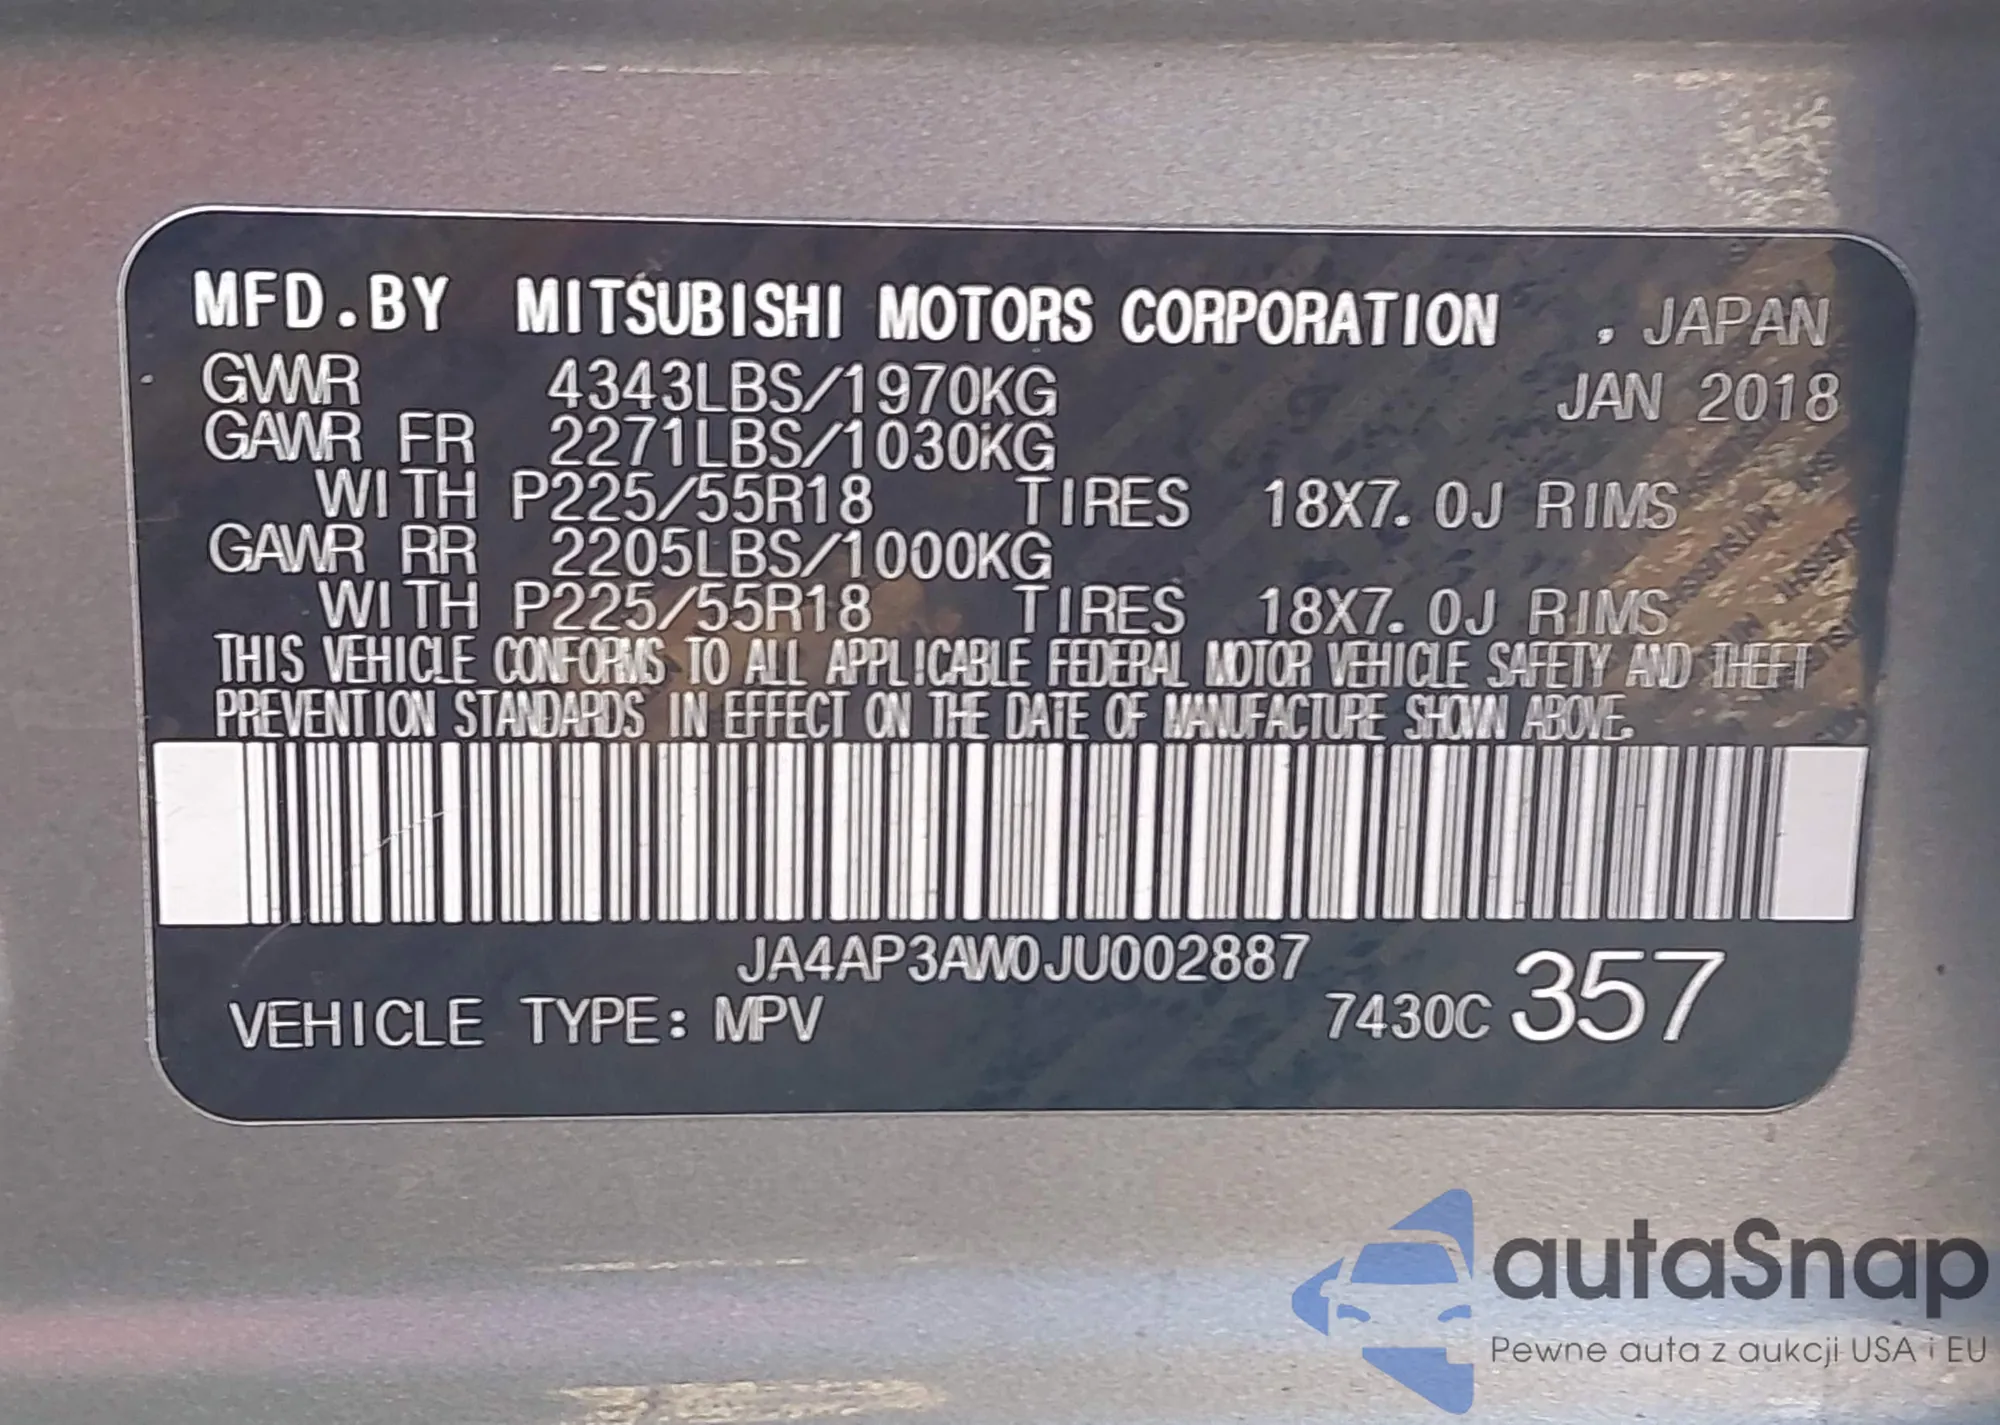 MFD.BY MITSUBISHI MOTORS CORPORATION , JAPAN
GVWR 4343LBS/1970KG JAN 2018
GAWR FR 2271LBS/1030KG
WITH P225/55R18 TIRES 18X7.0J RIMS
GAWR RR 2205LBS/1000KG
WITH P225/55R18 TIRES 18X7.0J RIMS
THIS VEHICLE CONFORMS TO ALL APPLICABLE FEDERAL MOTOR VEHICLE SAFETY AND THEFT
PREVENTION STANDARDS IN EFFECT ON THE DATE OF MANUFACTURE SHOWN ABOVE.
JA4AP3AW0JU002887
VEHICLE TYPE: MPV 7430C 357
autaSnap
Pewne auta z aukcji USA i EU